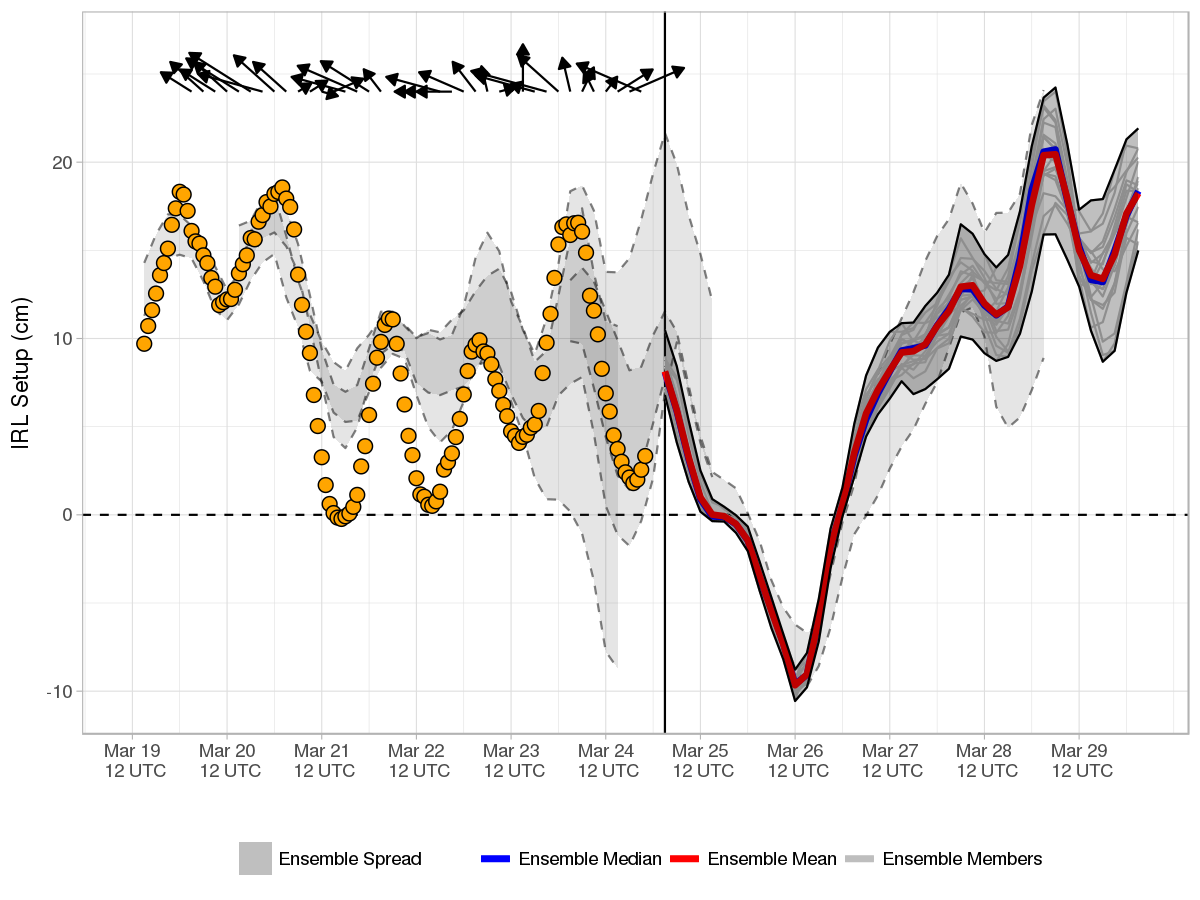 IRL Setup (cm)
20
10
0
-10
Mar 19 Mar 20 Mar 21 Mar 22 Mar 23 Mar 24 Mar 25 Mar 26 Mar 27 Mar 28 Mar 29
12 UTC 12 UTC 12 UTC 12 UTC 12 UTC 12 UTC 12 UTC 12 UTC 12 UTC 12 UTC 12 UTC
Ensemble Spread Ensemble Median Ensemble Mean Ensemble Members